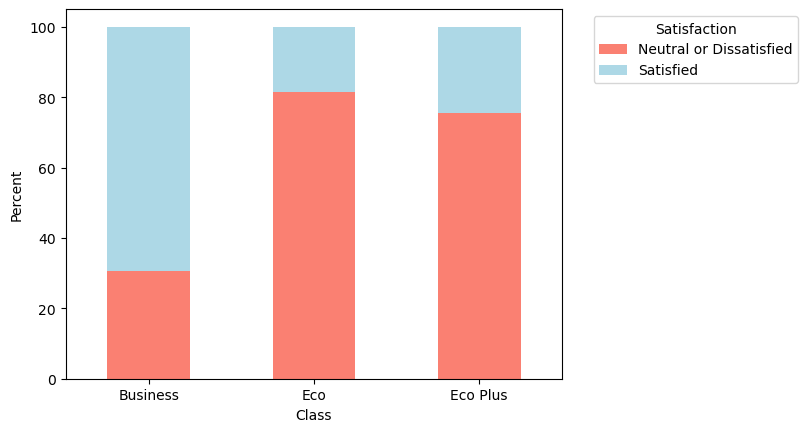 Satisfaction
Neutral or Dissatisfied
Satisfied
100
80
60
40
20
0
Percent
Business Eco Eco Plus
Class